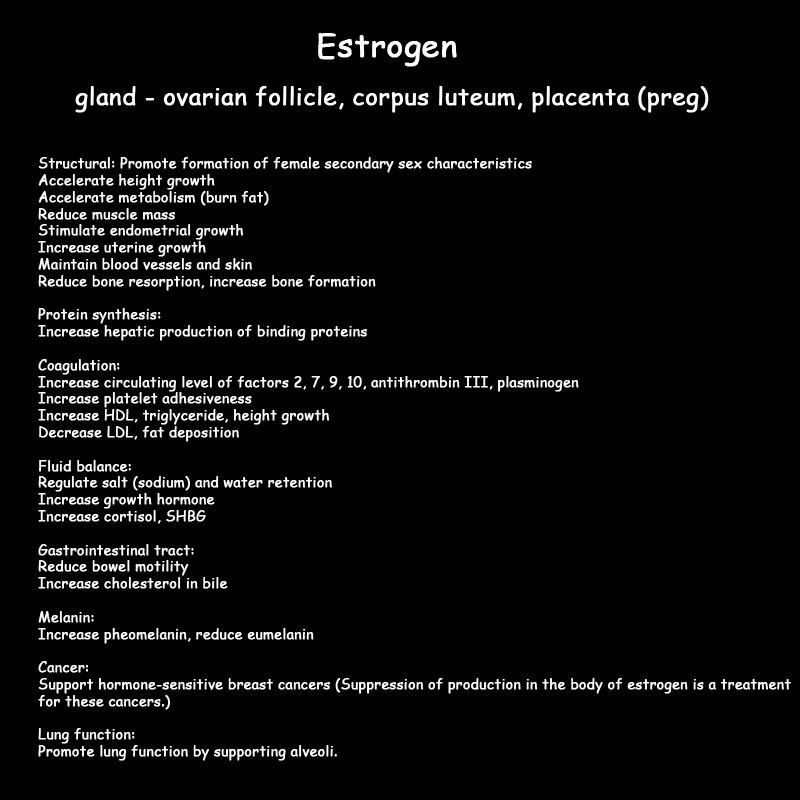 Estrogen
gland - ovarian follicle, corpus luteum, placenta (preg)
Structural: Promote formation of female secondary sex characteristics
Accelerate height growth
Accelerate metabolism (burn fat)
Reduce muscle mass
Stimulate endometrial growth
Increase uterine growth
Maintain blood vessels and skin
Reduce bone resorption, increase bone formation
Protein synthesis:
Increase hepatic production of binding proteins
Coagulation:
Increase circulating level of factors 2, 7, 9, 10, antithrombin III, plasminogen
Increase platelet adhesiveness
Increase HDL, triglyceride, height growth
Decrease LDL, fat deposition
Fluid balance:
Regulate salt (sodium) and water retention
Increase growth hormone
Increase cortisol, SHBG
Gastrointestinal tract:
Reduce bowel motility
Increase cholesterol in bile
Melanin:
Increase pheomelanin, reduce eumelanin
Cancer:
Support hormone-sensitive breast cancers (Suppression of production in the body of estrogen is a treatment
for these cancers.)
Lung function:
Promote lung function by supporting alveoli.